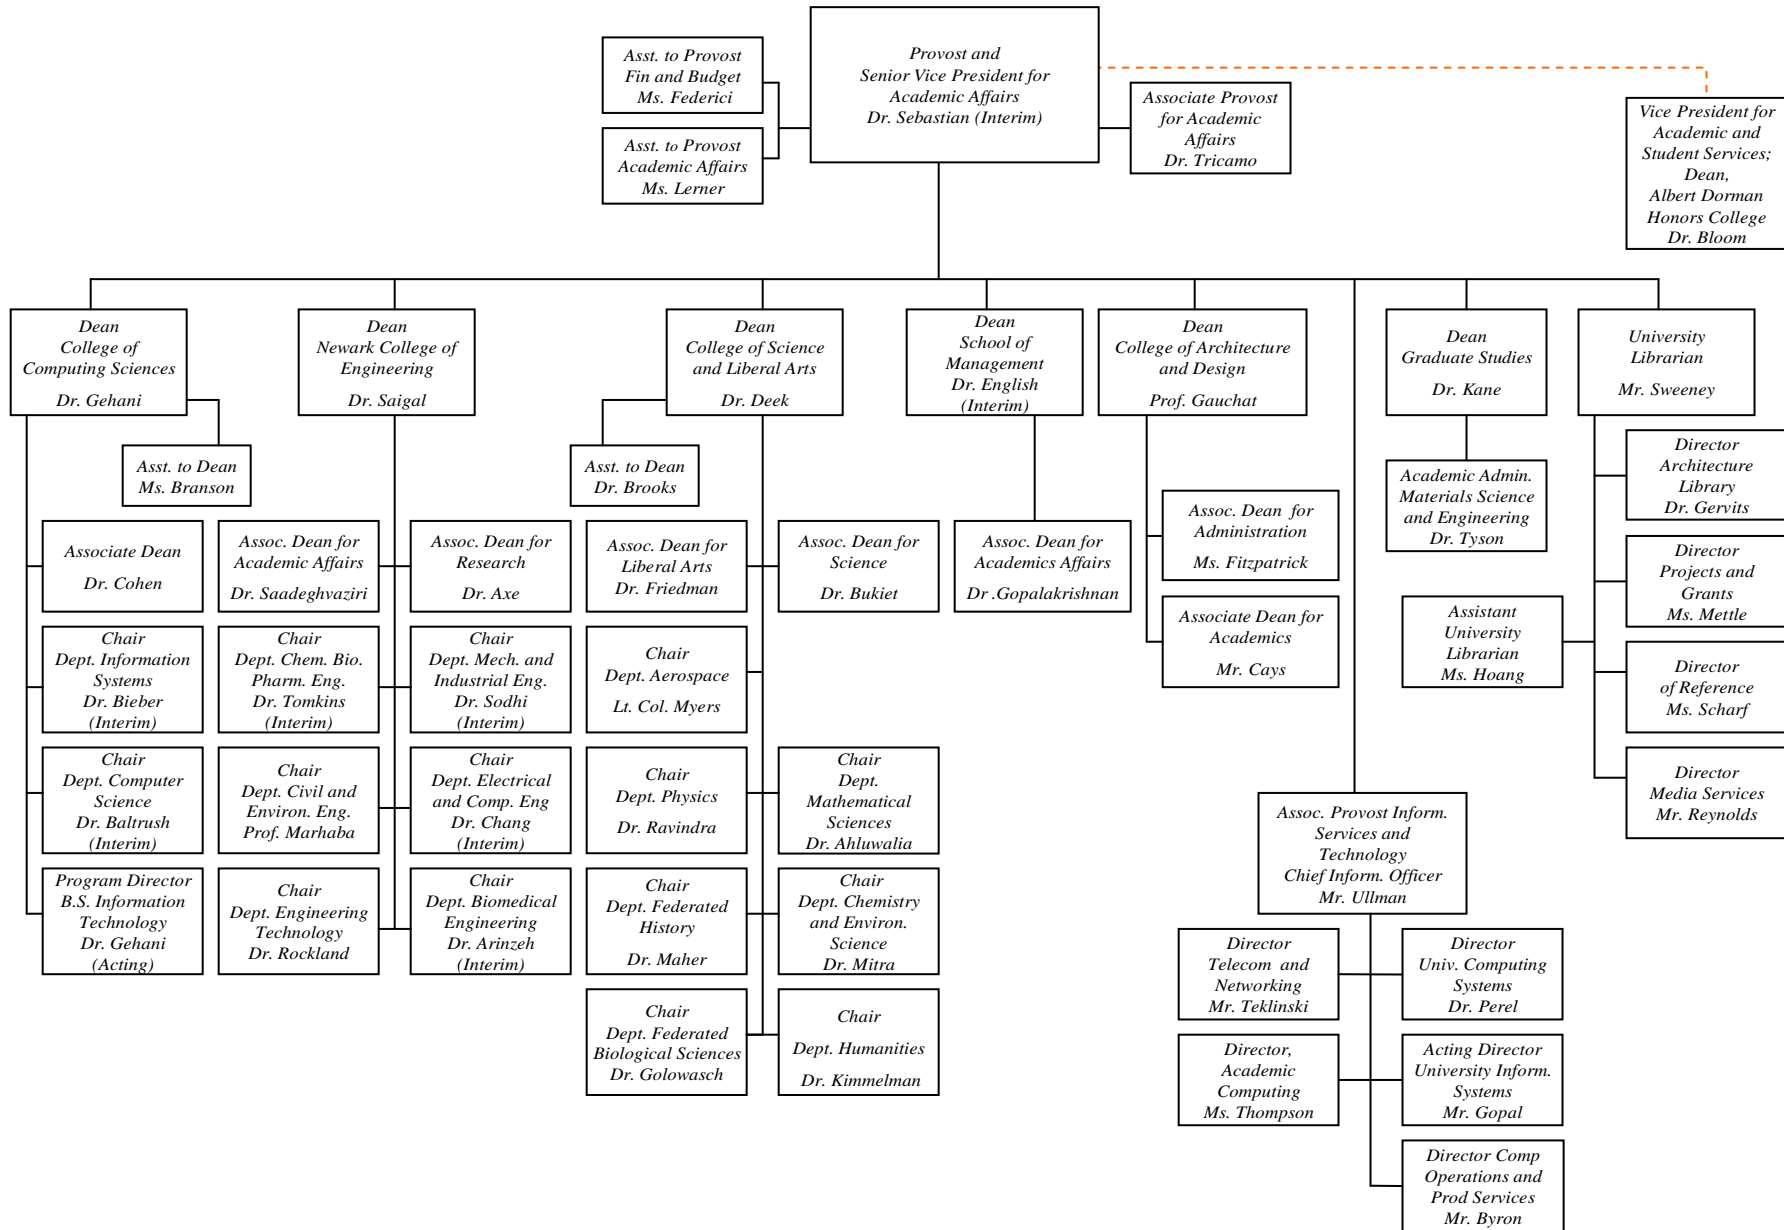 Provost and
Senior Vice President for
Academic Affairs
Dr. Sebastian (Interim)
Asst. to Provost
Fin and Budget
Ms. Federici
Asst. to Provost
Academic Affairs
Ms. Lerner
Associate Provost
for Academic
Affairs
Dr. Tricamo
Vice President for
Academic and
Student Services;
Dean,
Albert Dorman
Honors College
Dr. Bloom
Dean
College of
Computing Sciences
Dr. Gehani
Asst. to Dean
Ms. Branson
Associate Dean
Dr. Cohen
Chair
Dept. Information
Systems
Dr. Bieber
(Interim)
Chair
Dept. Computer
Science
Dr. Baltrush
(Interim)
Program Director
B.S. Information
Technology
Dr. Gehani
(Acting)
Dean
Newark College of
Engineering
Dr. Saigal
Assoc. Dean for
Academic Affairs
Dr. Saadeghvaziri
Assoc. Dean for
Research
Dr. Axe
Chair
Dept. Chem. Bio.
Pharm. Eng.
Dr. Tomkins
(Interim)
Chair
Dept. Mech. and
Industrial Eng.
Dr. Sodhi
(Interim)
Chair
Dept. Civil and
Environ. Eng.
Prof. Marhaba
Chair
Dept. Electrical
and Comp. Eng
Dr. Chang
(Interim)
Chair
Dept. Engineering
Technology
Dr. Rockland
Chair
Dept. Biomedical
Engineering
Dr. Arinzeh
(Interim)
Dean
College of Science
and Liberal Arts
Dr. Deek
Asst. to Dean
Dr. Brooks
Assoc. Dean for
Liberal Arts
Dr. Friedman
Assoc. Dean for
Science
Dr. Bukiet
Chair
Dept. Aerospace
Lt. Col. Myers
Chair
Dept. Physics
Dr. Ravindra
Chair
Dept.
Mathematical
Sciences
Dr. Ahluwalia
Chair
Dept. Federated
History
Dr. Maher
Chair
Dept. Chemistry
and Environ.
Science
Dr. Mitra
Chair
Dept. Federated
Biological Sciences
Dr. Golowasch
Chair
Dept. Humanities
Dr. Kimmelman
Dean
School of
Management
Dr. English
(Interim)
Assoc. Dean for
Academics Affairs
Dr .Gopalakrishnan
Dean
College of Architecture
and Design
Prof. Gauchat
Assoc. Dean for
Administration
Ms. Fitzpatrick
Associate Dean for
Academics
Mr. Cays
Assoc. Provost Inform.
Services and
Technology
Chief Inform. Officer
Mr. Ullman
Director
Telecom and
Networking
Mr. Teklinski
Director
Univ. Computing
Systems
Dr. Perel
Director,
Academic
Computing
Ms. Thompson
Acting Director
University Inform.
Systems
Mr. Gopal
Director Comp
Operations and
Prod Services
Mr. Byron
Dean
Graduate Studies
Dr. Kane
Academic Admin.
Materials Science
and Engineering
Dr. Tyson
University
Librarian
Mr. Sweeney
Director
Architecture
Library
Dr. Gervits
Director
Projects and
Grants
Ms. Mettle
Assistant
University
Librarian
Ms. Hoang
Director
of Reference
Ms. Scharf
Director
Media Services
Mr. Reynolds